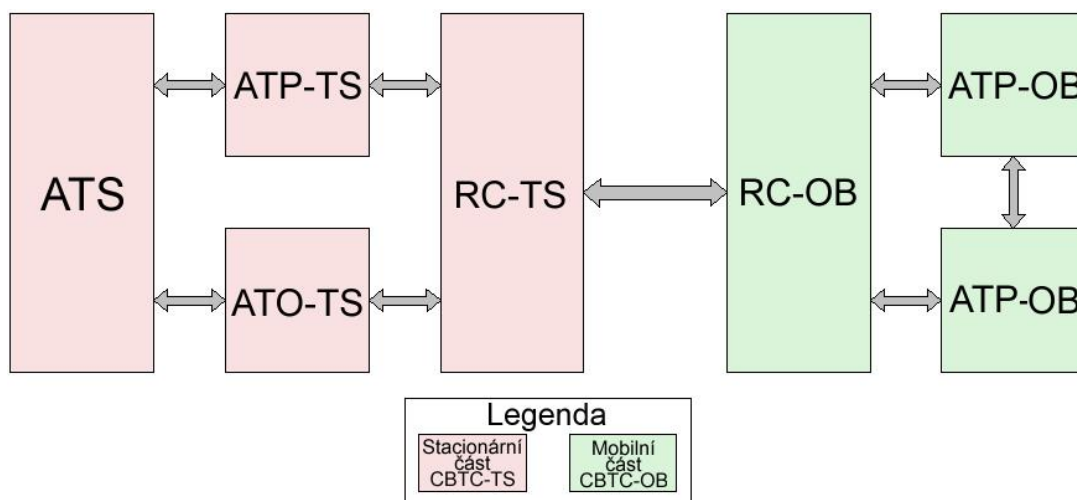 ATS
ATP-TS
ATO-TS
RC-TS
RC-OB
ATP-OB
ATP-OB
Legenda
Stacionární
část
CBTC-TS
Mobilní
část
CBTC-OB